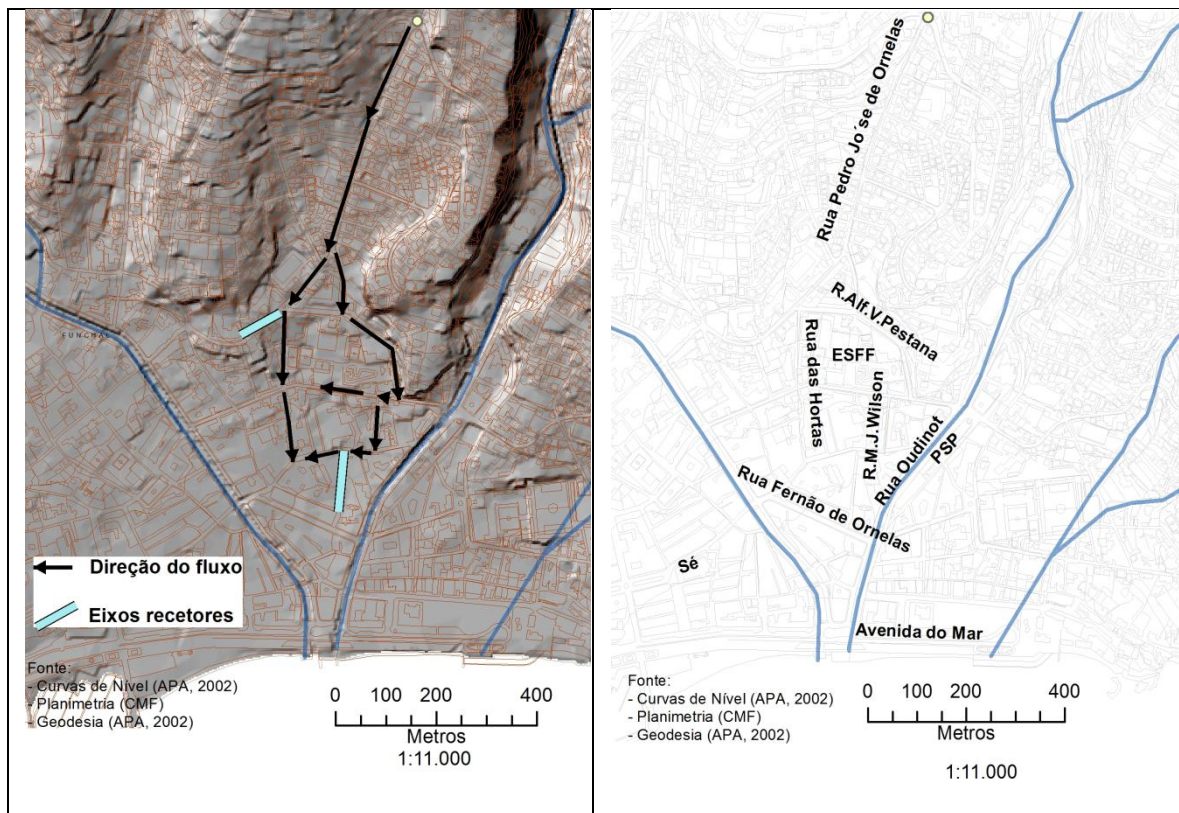 FUNCHAL
Direção do fluxo
Eixos recetores
Fonte:
- Curvas de Nível (APA, 2002)
- Planimetria (CMF)
- Geodesia (APA, 2002)
0 100 200 400
Metros
1:11.000
Rua Pedro Jo´se de Ornelas
R.Alf.V.Pestana
Rua das Hortas
ESFF
R.M.J.Wilson
Rua Oudinot
PSP
Rua Fernão de Ornelas
Sé
Avenida do Mar
Fonte:
- Curvas de Nível (APA, 2002)
- Planimetria (CMF)
- Geodesia (APA, 2002)
0 100 200 400
Metros
1:11.000